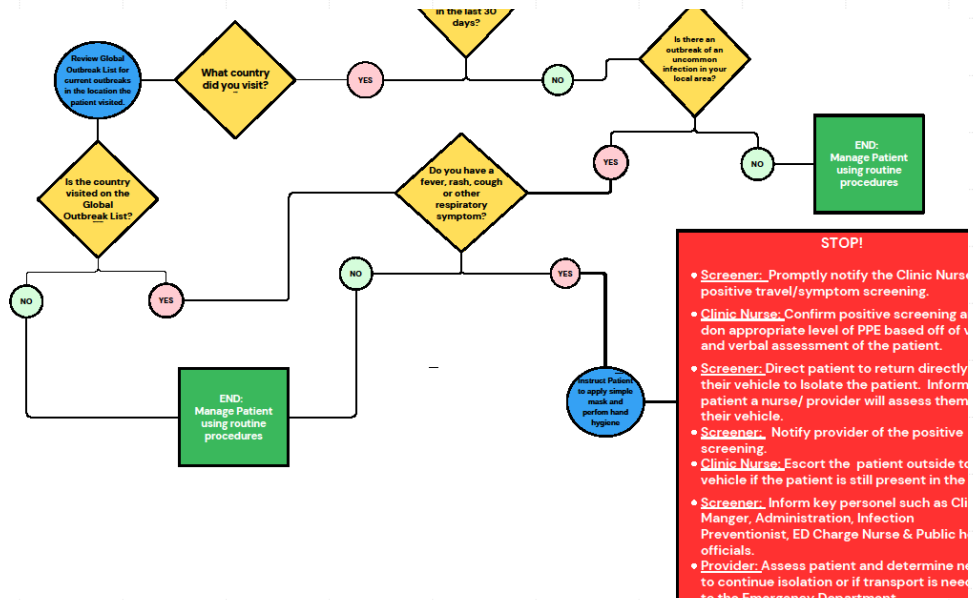 in the last 30
days?
Is there an
outbreak of an
uncommon
infection in your
local area?
Review Global
Outbreak List for
current outbreaks
in the location the
patient visited.
What country
did you visit?
YES
NO
END:
Manage Patient
using routine
procedures
YES
NO
Do you have a
fever, rash, cough
or other
respiratory
symptom?
Is the country
visited on the
Global
Outbreak List?
NO
YES
NO
YES
STOP!
Screener: Promptly notify the Clinic Nurse
positive travel/symptom screening.
Clinic Nurse: Confirm positive screening a
don appropriate level of PPE based off of v
and verbal assessment of the patient.
Screener: Direct patient to return directly
their vehicle to Isolate the patient. Inform
patient a nurse/ provider will assess them
their vehicle.
Screener: Notify provider of the positive
screening.
Clinic Nurse: Escort the patient outside to
vehicle if the patient is still present in the
Screener: Inform key personel such as Cli
Manger, Administration, Infection
Preventionist, ED Charge Nurse & Public h
officials.
Provider: Assess patient and determine ne
to continue isolation or if transport is need
to the Emergency Department
END:
Manage Patient
using routine
procedures
Instruct Patient
to apply simple
mask and
perfom hand
hygiene